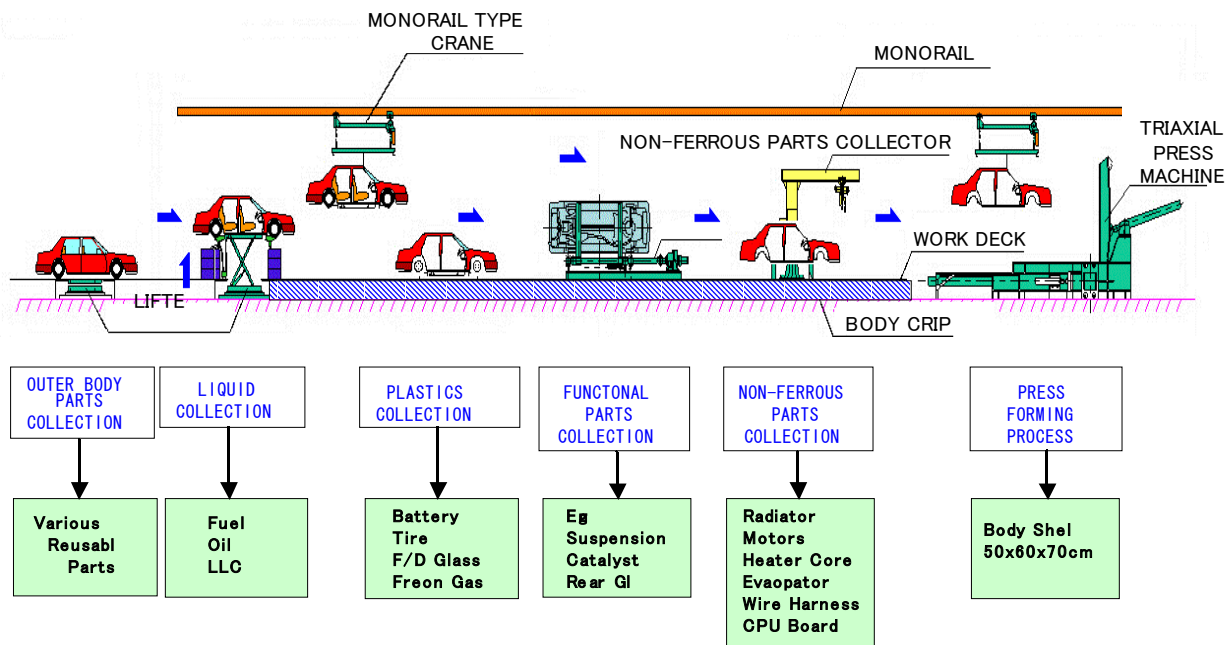 MONORAIL TYPE
CRANE
MONORAIL
NON-FERROUS PARTS COLLECTOR
TRIAXIAL
PRESS
MACHINE
WORK DECK
LIFTE
BODY CRIP
OUTER BODY
PARTS
COLLECTION
LIQUID
COLLECTION
PLASTICS
COLLECTION
FUNCTONAL
PARTS
COLLECTION
NON-FERROUS
PARTS
COLLECTION
PRESS
FORMING
PROCESS
Various
Reusabl
Parts
Fuel
Oil
LLC
Battery
Tire
F/D Glass
Freon Gas
Eg
Suspension
Catalyst
Rear Gl
Radiator
Motors
Heater Core
Evaopator
Wire Harness
CPU Board
Body Shel
50x60x70cm